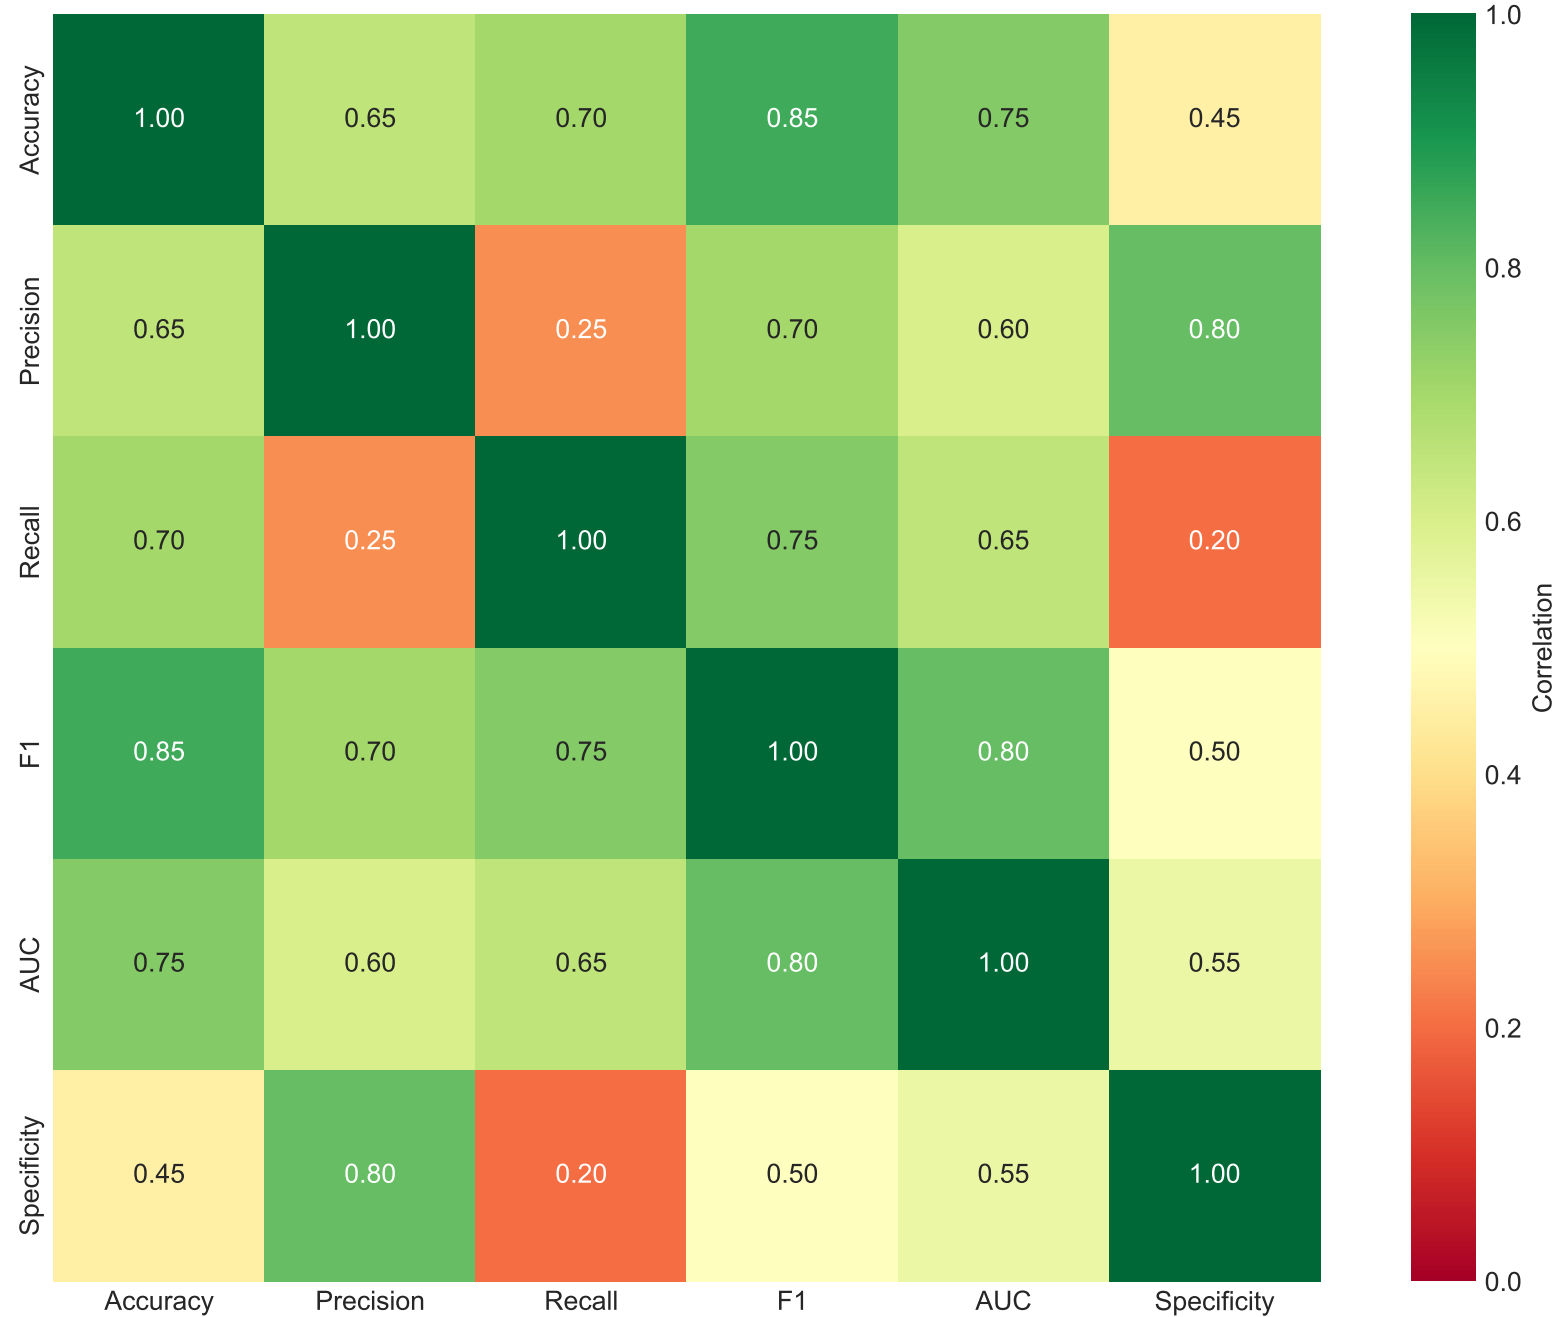 Accuracy 1.00 0.65 0.70 0.85 0.75 0.45
Precision 0.65 1.00 0.25 0.70 0.60 0.80
Recall 0.70 0.25 1.00 0.75 0.65 0.20
F1 0.85 0.70 0.75 1.00 0.80 0.50
AUC 0.75 0.60 0.65 0.80 1.00 0.55
Specificity 0.45 0.80 0.20 0.50 0.55 1.00
Accuracy Precision Recall F1 AUC Specificity
1.0
0.8
0.6
0.4
0.2
0.0
Correlation